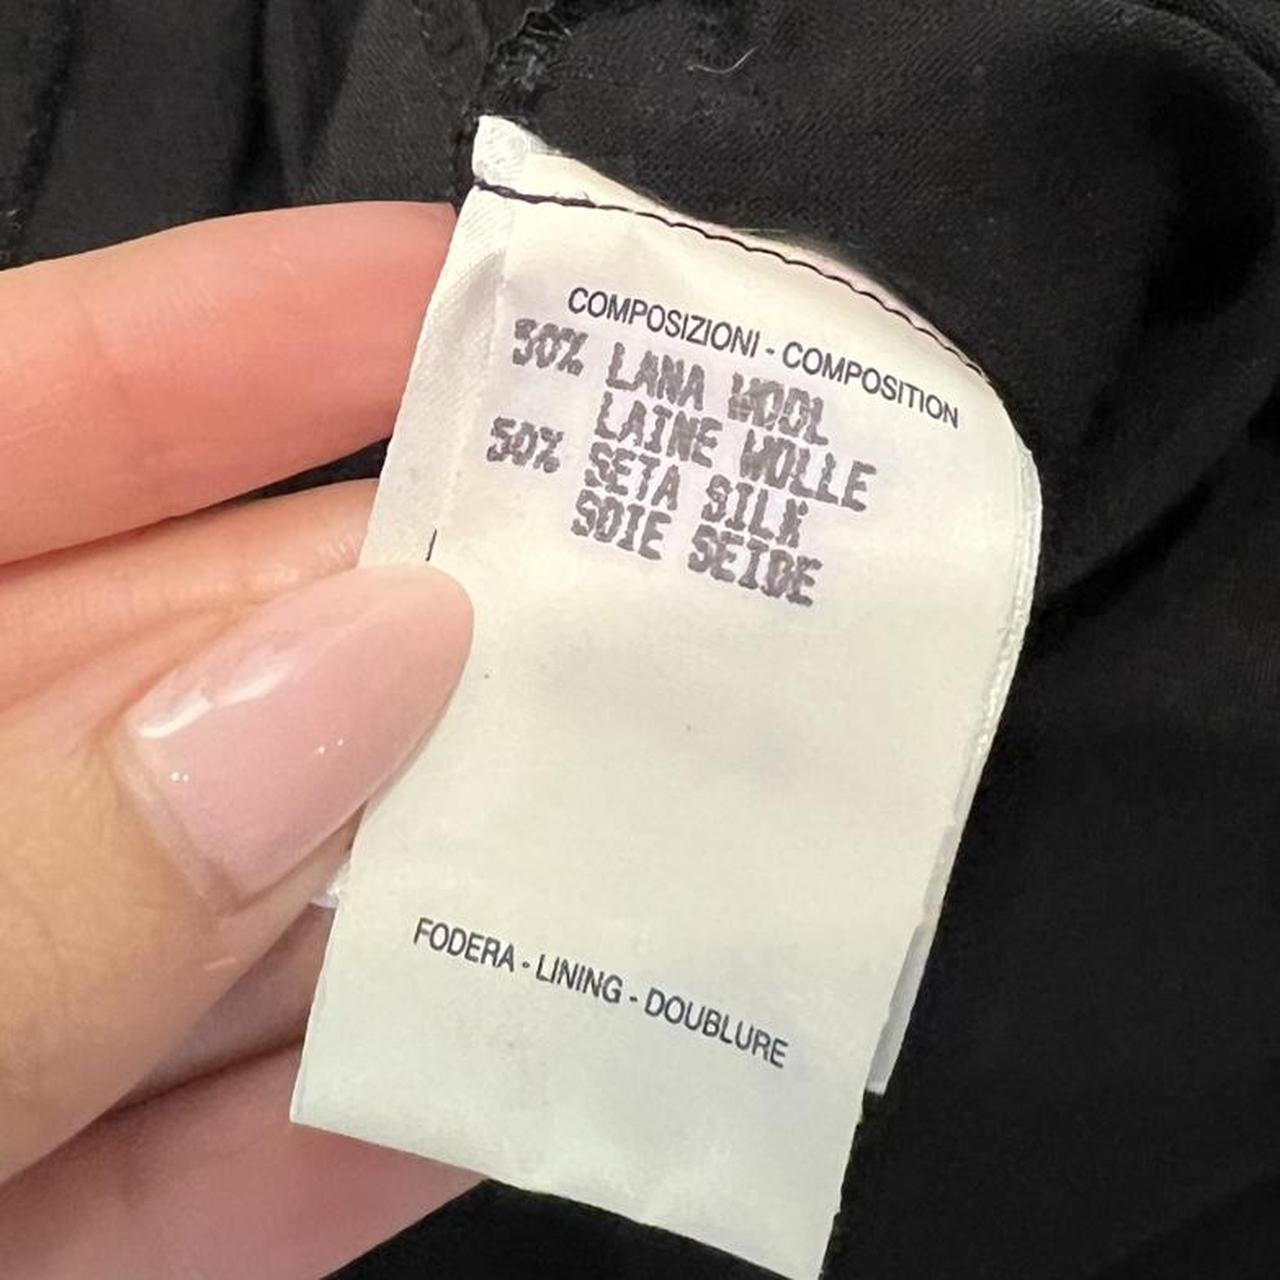 COMPOSIZIONI - COMPOSITION
50% LANA WOOL
LAINE WOLLE
50% SETA SILK
SOIE SEIDE
FODERA - LINING - DOUBLURE